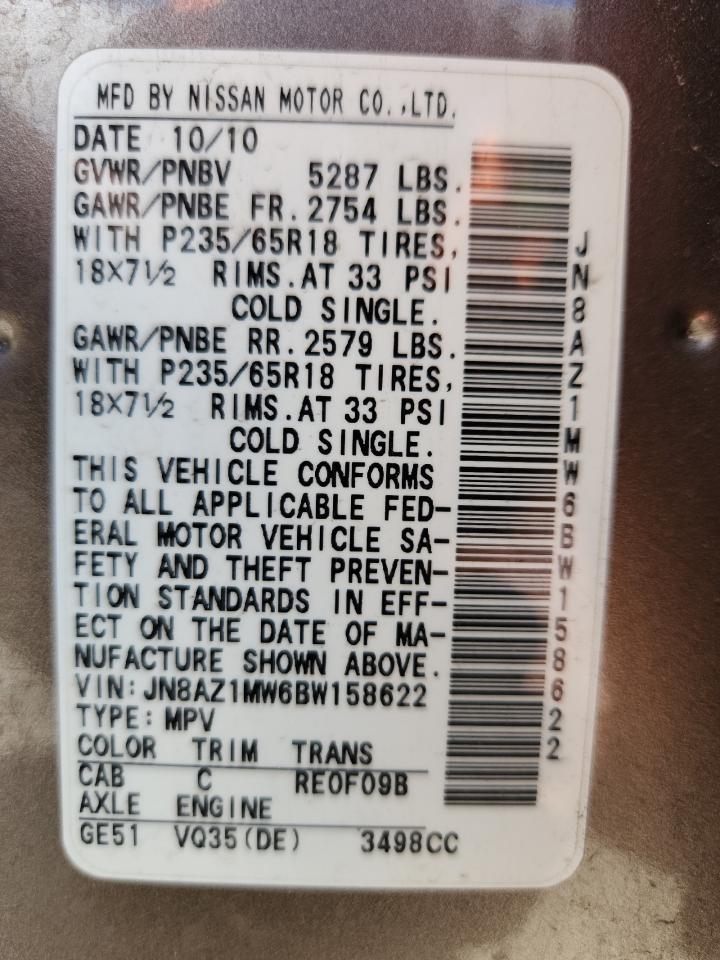 MFD BY NISSAN MOTOR CO.,LTD.
DATE 10/10
GVWR/PNBV 5287 LBS.
GAWR/PNBE FR.2754 LBS.
WITH P235/65R18 TIRES,
18X7½ RIMS.AT 33 PSI
COLD SINGLE.
GAWR/PNBE RR.2579 LBS.
WITH P235/65R18 TIRES,
18X7½ RIMS.AT 33 PSI
COLD SINGLE.
THIS VEHICLE CONFORMS
TO ALL APPLICABLE FED-
ERAL MOTOR VEHICLE SA-
FETY AND THEFT PREVEN-
TION STANDARDS IN EFF-
ECT ON THE DATE OF MA-
NUFACTURE SHOWN ABOVE.
VIN:JN8AZ1MW6BW158622
TYPE:MPV
COLOR TRIM TRANS
CAB C RE0F09B
AXLE ENGINE
GE51 VQ35(DE) 3498CC
JN8AZ1MW6BW158622